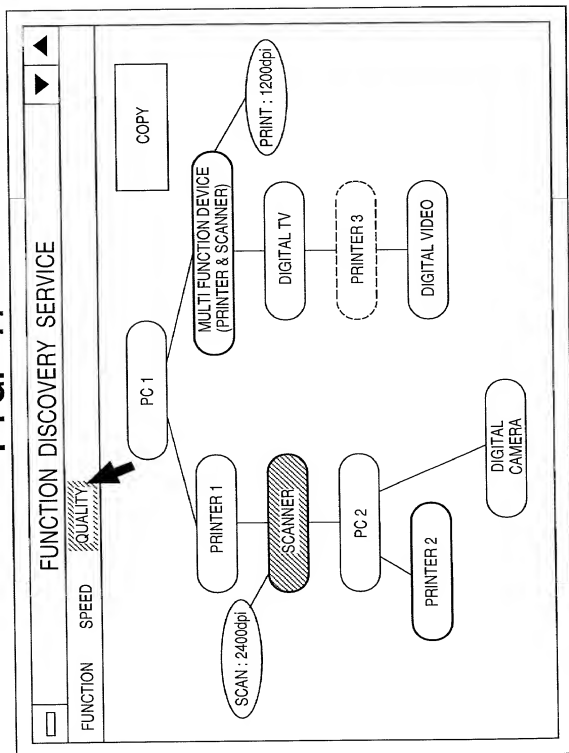 FUNCTION DISCOVERY SERVICE
FUNCTION SPEED QUALITY
COPY
PC 1
PRINTER 1
MULTI FUNCTION DEVICE
(PRINTER & SCANNER)
PRINT : 1200dpi
SCAN : 2400dpi
SCANNER
DIGITAL TV
PC 2
PRINTER 3
PRINTER 2
DIGITAL
CAMERA
DIGITAL VIDEO